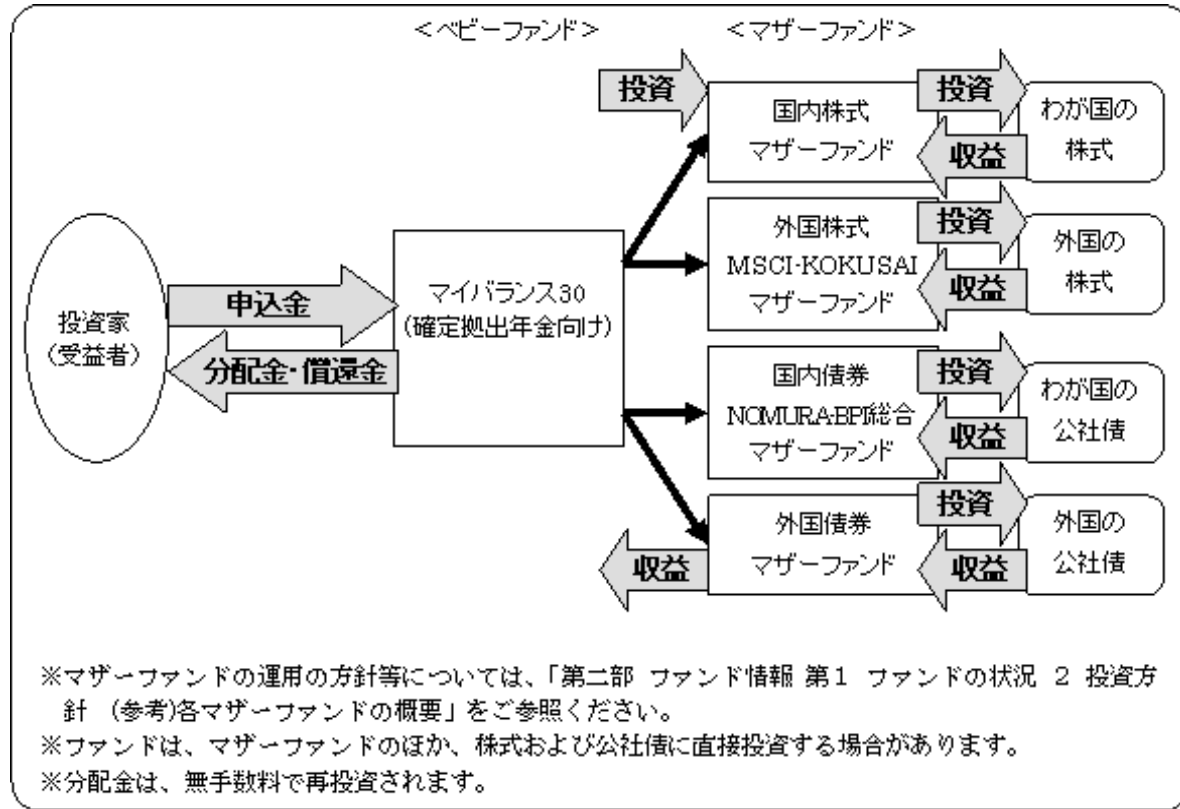 ＜ベビーファンド＞
＜マザーファンド＞
投資
国内株式
マザーファンド
投資
収益
わが国の
株式
外国株式
MSCI-KOKUSAI
マザーファンド
投資
収益
外国の
株式
投資家
（受益者）
申込金
分配金・償還金
マイバランス30
（確定拠出年金向け）
国内債券
NOMURA-BPI総合
マザーファンド
投資
収益
わが国の
公社債
外国債券
マザーファンド
収益
投資
収益
外国の
公社債
※マザーファンドの運用の方針等については、「第二部 ファンド情報 第1 ファンドの状況 2 投資方
針 (参考)各マザーファンドの概要」をご参照ください。
※ファンドは、マザーファンドのほか、株式および公社債に直接投資する場合があります。
※分配金は、無手数料で再投資されます。